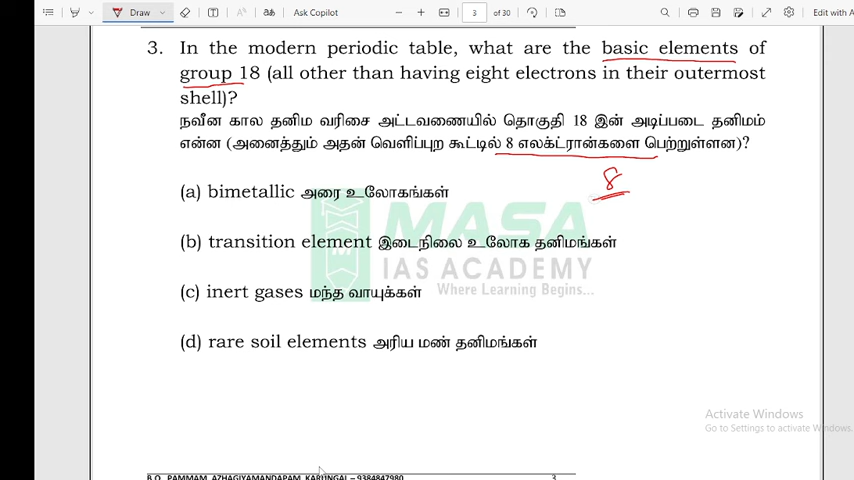 Draw
Ask Copilot
3 of 30
Edit with A
3. In the modern periodic table, what are the basic elements of
group 18 (all other than having eight electrons in their outermost
shell)?
நவீன கால தனிம வரிசை அட்டவணையில் தொகுதி 18 இன் அடிப்படை தனிமம்
என்ன (அனைத்தும் அதன் வெளிப்புற கூட்டில் 8 எலக்ட்ரான்களை பெற்றுள்ளன)?
8
(a) bimetallic அரை உலோகங்கள்
(b) transition element இடைநிலை உலோக தனிமங்கள்
MASA
IAS ACADEMY
Where Learning Begins...
(c) inert gases மந்த வாயுக்கள்
(d) rare soil elements அரிய மண் தனிமங்கள்
Activate Windows
Go to Settings to activate Windows.
B.O. PAMMAM, AZHAGIYAMANDAPAM, KARUNGAL – 9384847980 3